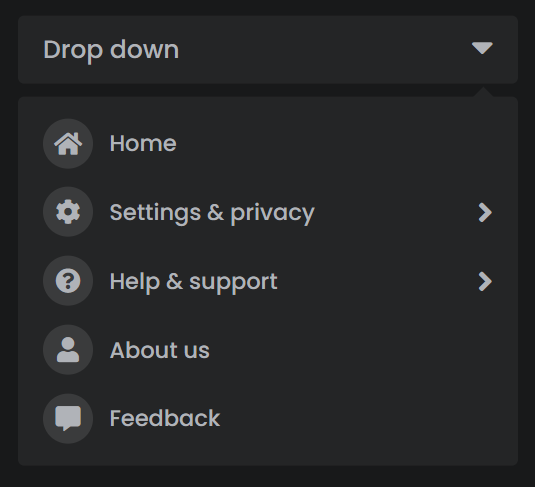 Drop down
Home
Settings & privacy
Help & support
About us
Feedback